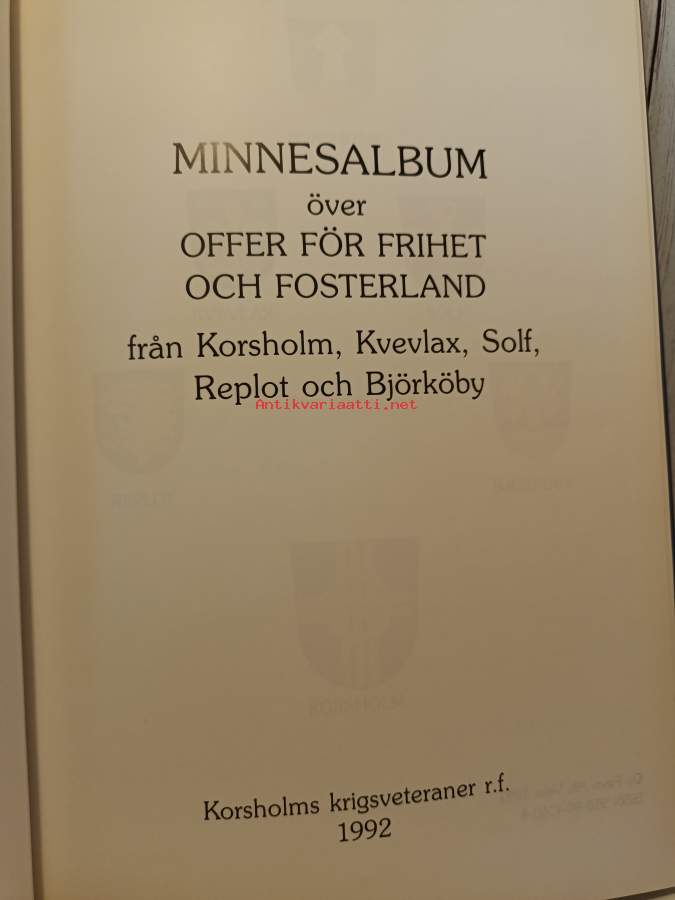 MINNESALBUM
över
OFFER FÖR FRIHET
OCH FOSTERLAND
från Korsholm, Kvevlax, Solf,
Replot och Björköby
Antikvariaatti.net
KORSHOLM
Korsholms krigsveteraner r.f.
1992